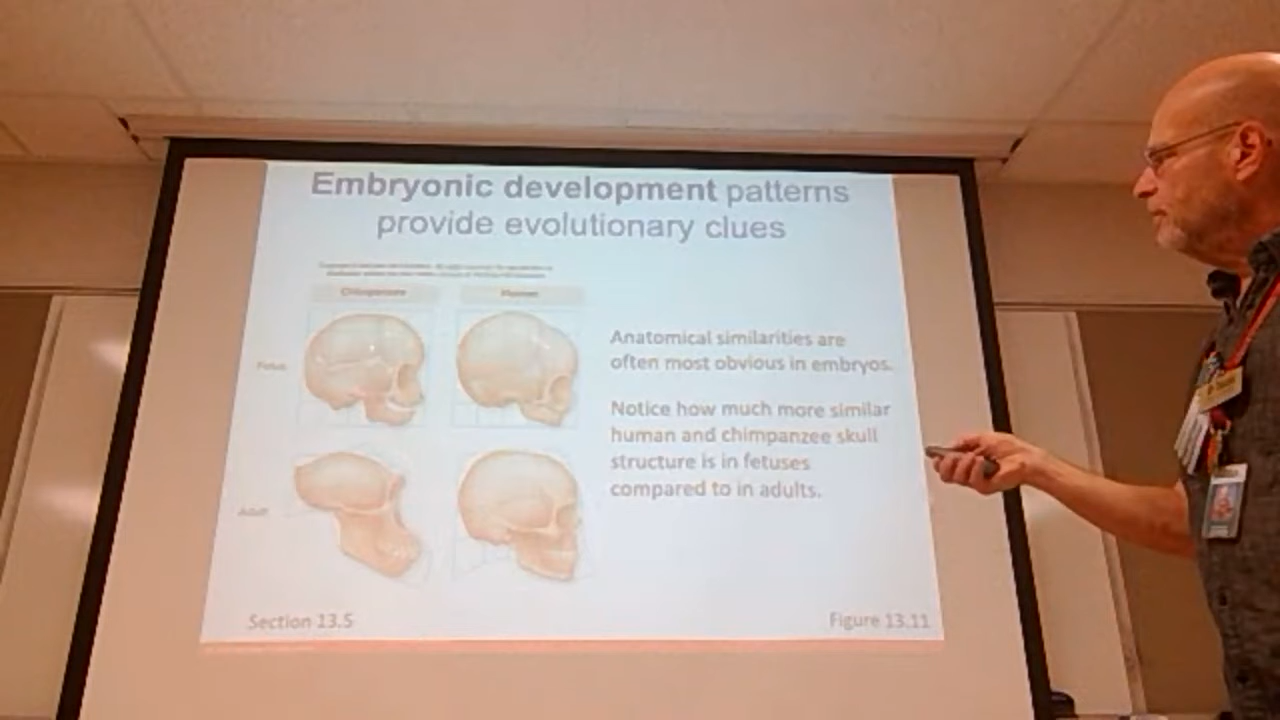 Embryonic development patterns
provide evolutionary clues
Chimpanzee
Human
Fetus
Anatomical similarities are
often most obvious in embryos.
Notice how much more similar
human and chimpanzee skull
structure is in fetuses
compared to in adults.
Adult
Section 13.5
Figure 13.11